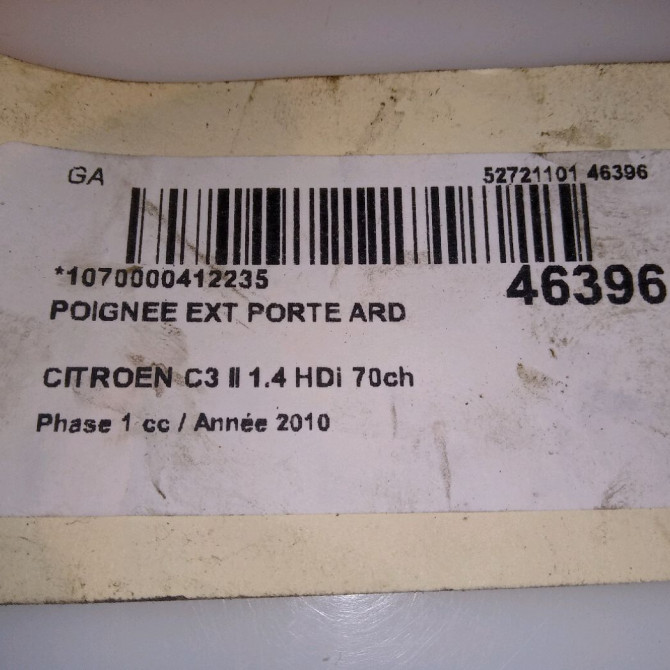 GA 52721101 46396
*1070000412235 46396
POIGNEE EXT PORTE ARD
CITROEN C3 II 1.4 HDi 70ch
Phase 1 cc / Année 2010